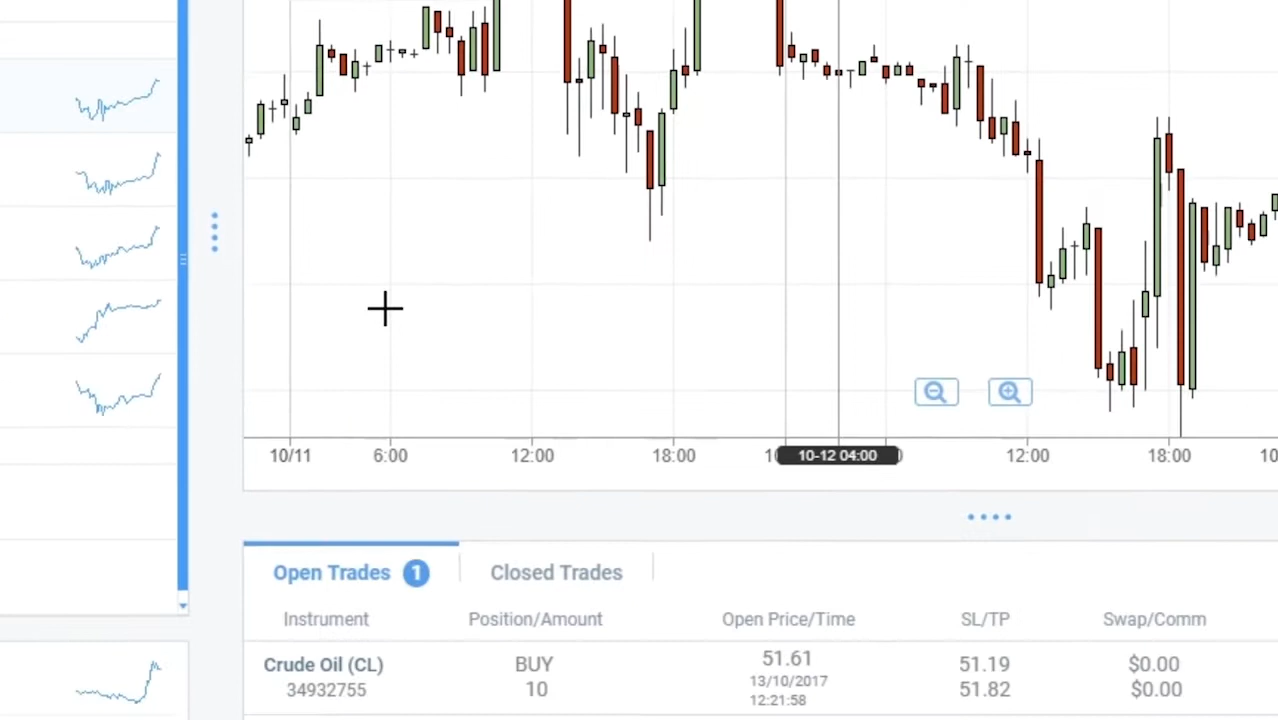 10/11 6:00 12:00 18:00 10-12 04:00 12:00 18:00 10
Open Trades 1 Closed Trades
Instrument Position/Amount Open Price/Time SL/TP Swap/Comm
Crude Oil (CL) BUY 51.61 51.19 $0.00
34932755 10 13/10/2017 51.82 $0.00
12:21:58